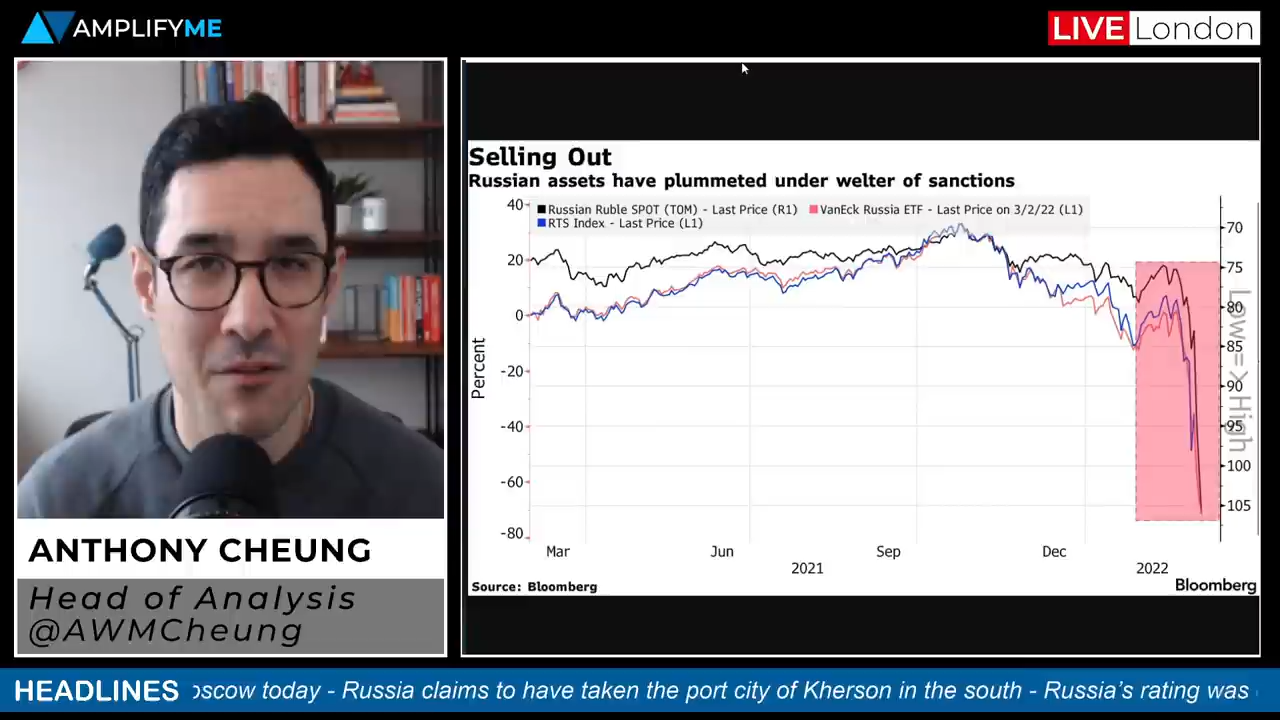 AMPLIFYME
LIVE London
Selling Out
Russian assets have plummeted under welter of sanctions
Russian Ruble SPOT (TOM) - Last Price (R1) VanEck Russia ETF - Last Price on 3/2/22 (L1)
RTS Index - Last Price (L1)
40
20
0
-20
-40
-60
-80
Percent
70
75
80
85
90
95
100
105
Low=>High
Mar Jun Sep Dec
2021 2022
Source: Bloomberg
Bloomberg
ANTHONY CHEUNG
Head of Analysis
@AWMCheung
HEADLINES oscow today - Russia claims to have taken the port city of Kherson in the south - Russia's rating was